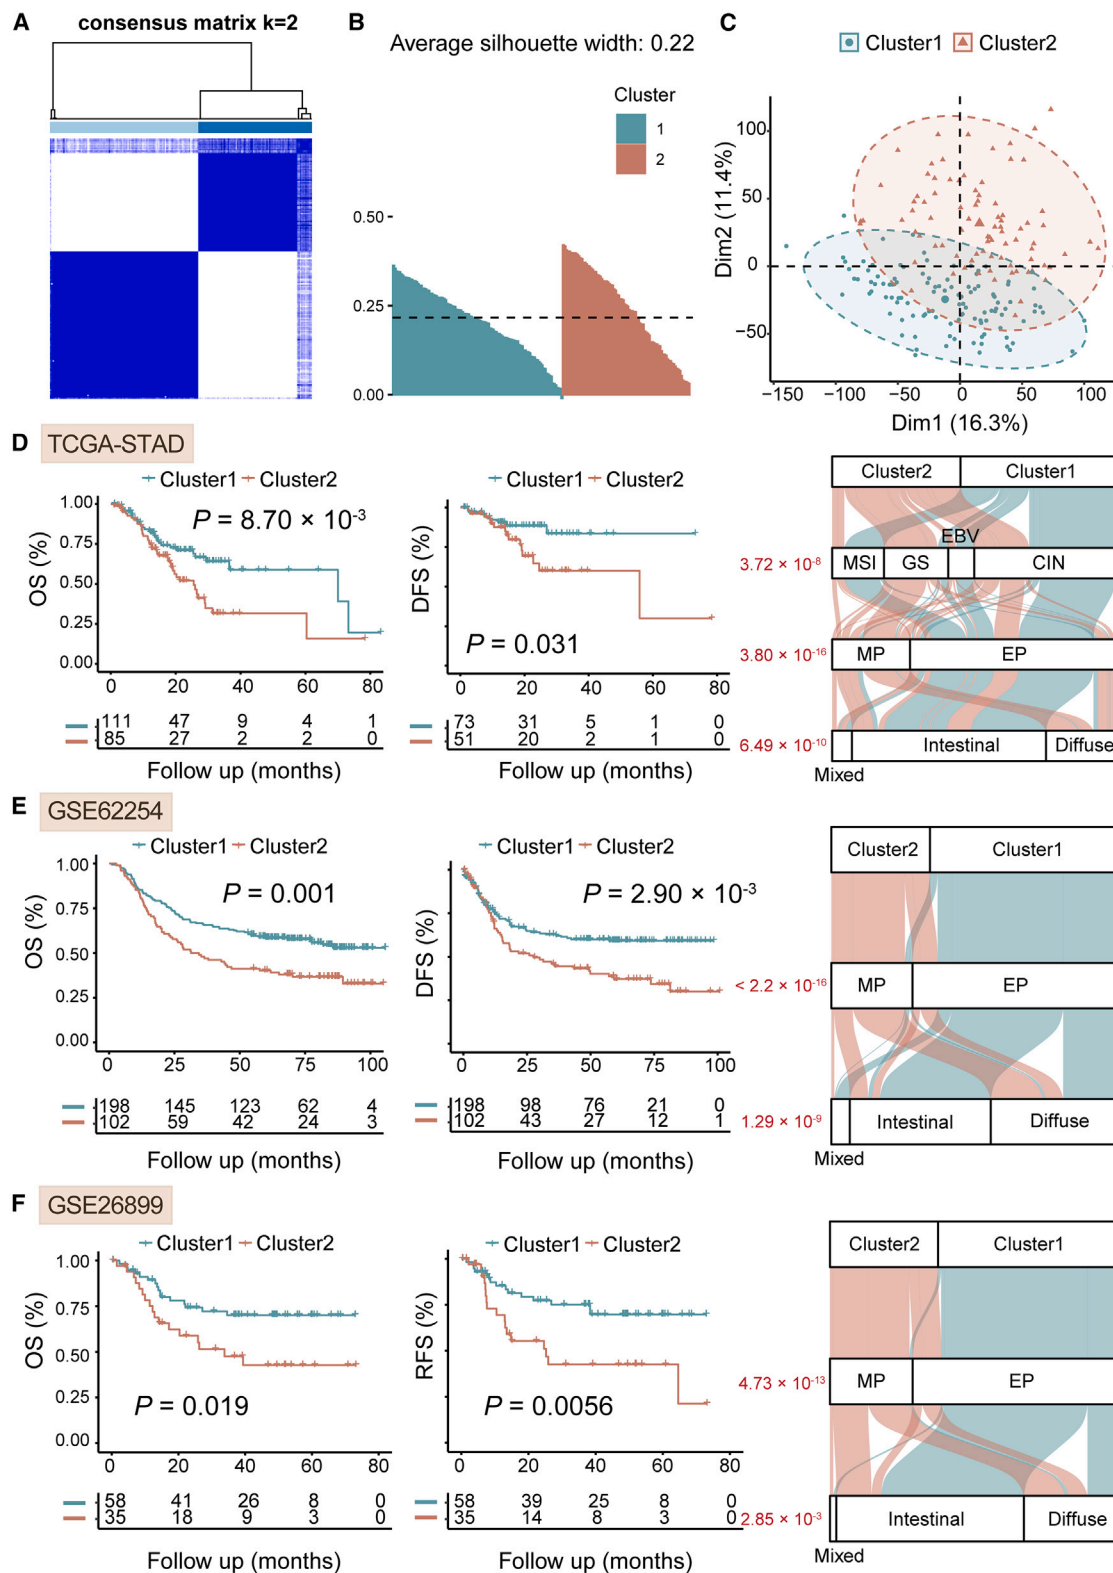 A
consensus matrix k=2
B
Average silhouette width: 0.22
Cluster
1
2
0.50
0.25
0.00
C
Cluster1 Cluster2
Dim2 (11.4%)
100
50
0
−50
−150 −100 −50 0 50 100
Dim1 (16.3%)
D TCGA-STAD
Cluster1 Cluster2
OS (%)
1.00
0.75
0.50
0.25
0.00
P = 8.70 × 10-3
0 20 40 60 80
111 47 9 4 1
85 27 2 2 0
Follow up (months)
Cluster1 Cluster2
DFS (%)
P = 0.031
0 20 40 60 80
73 31 5 1 0
51 20 2 1 0
Follow up (months)
Cluster2 Cluster1
EBV
3.72 × 10-8 MSI GS CIN
3.80 × 10-16 MP EP
6.49 × 10-10 Intestinal Diffuse
Mixed
E GSE62254
Cluster1 Cluster2
OS (%)
1.00
0.75
0.50
0.25
0.00
P = 0.001
0 25 50 75 100
198 145 123 62 4
102 59 42 24 3
Follow up (months)
Cluster1 Cluster2
DFS (%)
P = 2.90 × 10-3
0 25 50 75 100
198 98 76 21 0
102 43 27 12 1
Follow up (months)
Cluster2 Cluster1
< 2.2 × 10-16 MP EP
1.29 × 10-9 Intestinal Diffuse
Mixed
F GSE26899
Cluster1 Cluster2
OS (%)
1.00
0.75
0.50
0.25
0.00
P = 0.019
0 20 40 60 80
58 41 26 8 0
35 18 9 3 0
Follow up (months)
Cluster1 Cluster2
RFS (%)
P = 0.0056
0 20 40 60 80
58 39 25 8 0
35 14 8 3 0
Follow up (months)
Cluster2 Cluster1
4.73 × 10-13 MP EP
2.85 × 10-3 Intestinal Diffuse
Mixed